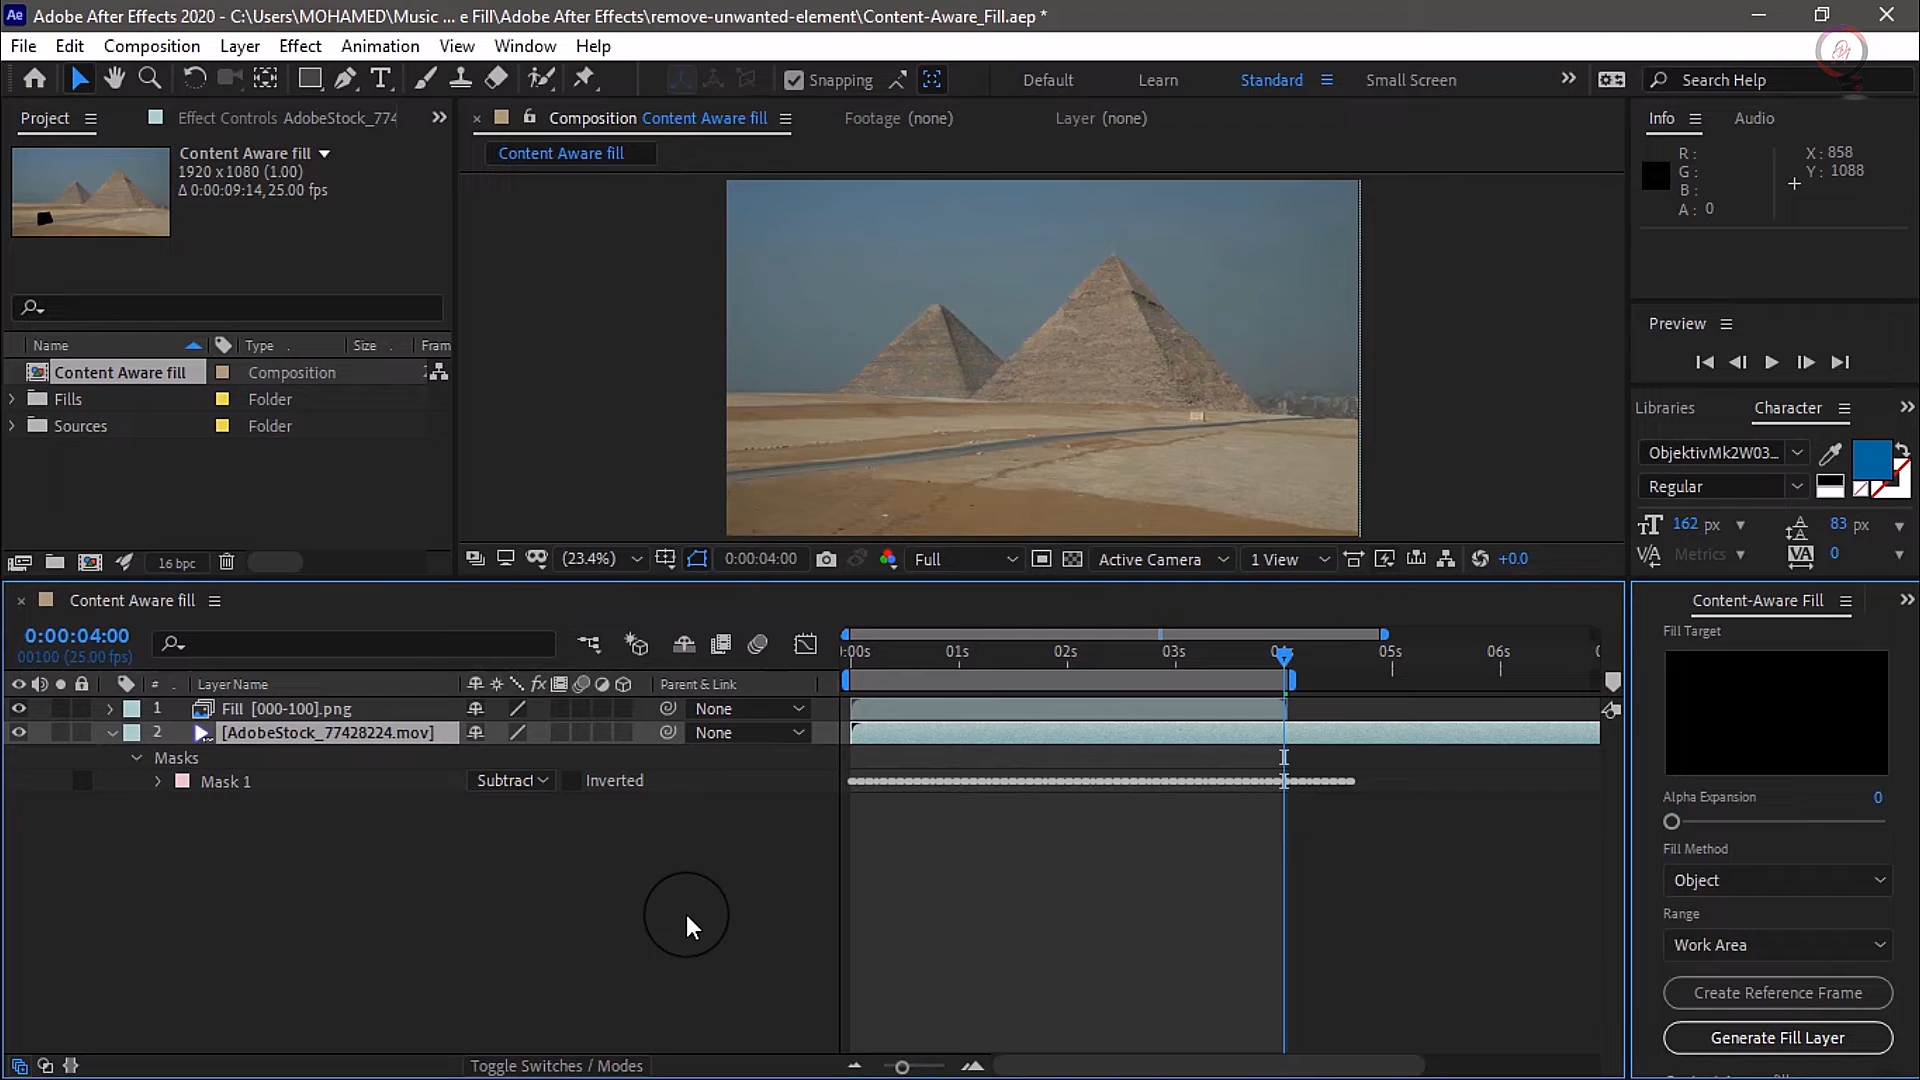 Ae Adobe After Effects 2020 - C:\Users\MOHAMED\Music ... e Fill\Adobe After Effects\remove-unwanted-element\Content-Aware_Fill.aep *
File Edit Composition Layer Effect Animation View Window Help
Snapping Default Learn Standard Small Screen Search Help
Project Effect Controls AdobeStock_774
Composition Content Aware fill Footage (none) Layer (none)
Info Audio
Content Aware fill
1920 x 1080 (1.00)
Δ 0:00:09:14, 25.00 fps
Content Aware fill
R :
G :
B :
A : 0
X : 858
Y : 1088
Preview
Name Type Size Fram
Content Aware fill Composition
Fills Folder
Sources Folder
Libraries Character
ObjektivMk2W03...
Regular
162 px 83 px
Metrics 0
16 bpc
(23.4%) 0:00:04:00 Full Active Camera 1 View +0.0
Content Aware fill
0:00:04:00
00100 (25.00 fps)
:00s 01s 02s 03s 04s 05s 06s
# Layer Name Parent & Link
1 Fill [000-100].png None
2 [AdobeStock_77428224.mov] None
Masks
Mask 1 Subtract Inverted
Toggle Switches / Modes
Content-Aware Fill
Fill Target
Alpha Expansion 0
Fill Method
Object
Range
Work Area
Create Reference Frame
Generate Fill Layer